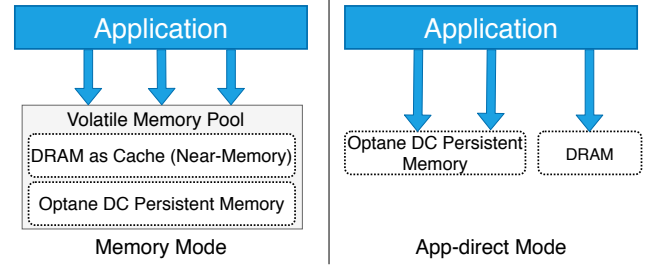 Application
Volatile Memory Pool
DRAM as Cache (Near-Memory)
Optane DC Persistent Memory
Memory Mode
Application
Optane DC Persistent
Memory
DRAM
App-direct Mode